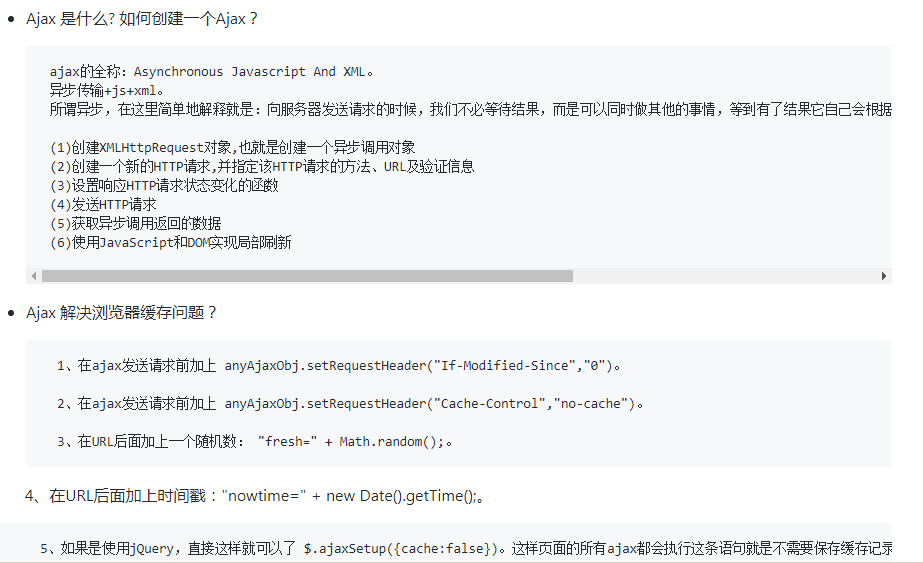 Ajax 是什么? 如何创建一个Ajax？
ajax的全称：Asynchronous Javascript And XML。
异步传输+js+xml。
所谓异步，在这里简单地解释就是：向服务器发送请求的时候，我们不必等待结果，而是可以同时做其他的事情，等到有了结果它自己会根据
(1)创建XMLHttpRequest对象,也就是创建一个异步调用对象
(2)创建一个新的HTTP请求,并指定该HTTP请求的方法、URL及验证信息
(3)设置响应HTTP请求状态变化的函数
(4)发送HTTP请求
(5)获取异步调用返回的数据
(6)使用JavaScript和DOM实现局部刷新
Ajax 解决浏览器缓存问题？
1、在ajax发送请求前加上 anyAjaxObj.setRequestHeader("If-Modified-Since","0")。
2、在ajax发送请求前加上 anyAjaxObj.setRequestHeader("Cache-Control","no-cache")。
3、在URL后面加上一个随机数： "fresh=" + Math.random();。
4、在URL后面加上时间戳："nowtime=" + new Date().getTime();。
5、如果是使用jQuery，直接这样就可以了 $.ajaxSetup({cache:false})。这样页面的所有ajax都会执行这条语句就是不需要保存缓存记录